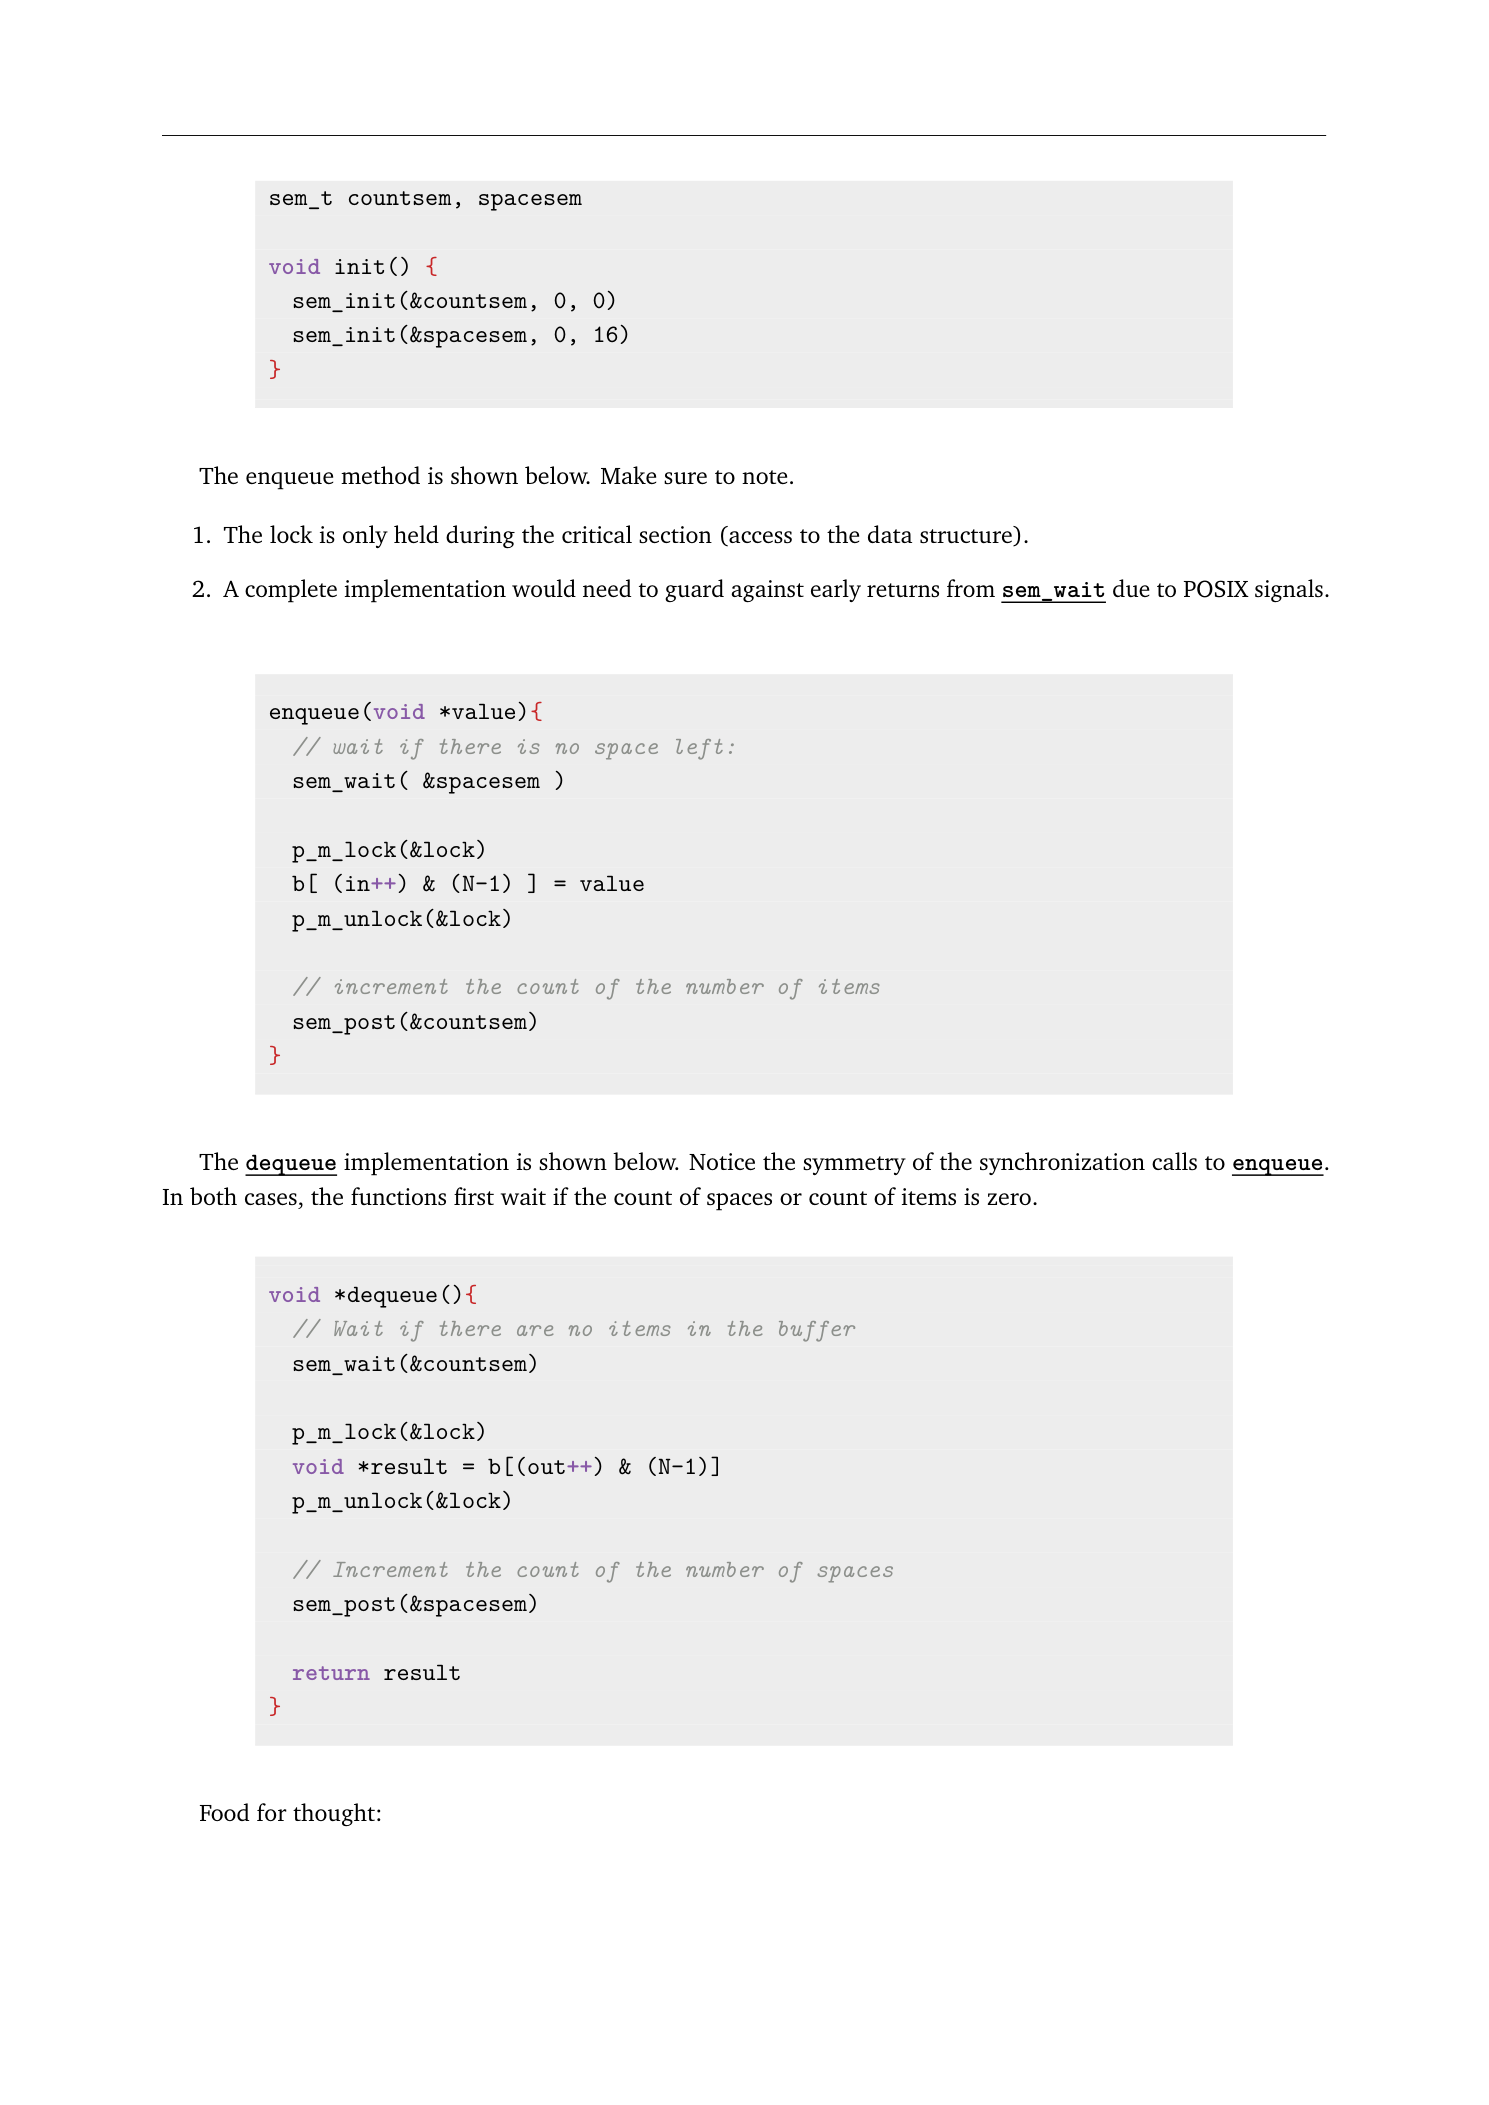 sem_t countsem, spacesem
void init() {
sem_init(&countsem, 0, 0)
sem_init(&spacesem, 0, 16)
}
The enqueue method is shown below. Make sure to note.
1. The lock is only held during the critical section (access to the data structure).
2. A complete implementation would need to guard against early returns from sem_wait due to POSIX signals.
enqueue(void *value){
// wait if there is no space left:
sem_wait( &spacesem )
p_m_lock(&lock)
b[ (in++) & (N-1) ] = value
p_m_unlock(&lock)
// increment the count of the number of items
sem_post(&countsem)
}
The dequeue implementation is shown below. Notice the symmetry of the synchronization calls to enqueue.
In both cases, the functions first wait if the count of spaces or count of items is zero.
void *dequeue(){
// Wait if there are no items in the buffer
sem_wait(&countsem)
p_m_lock(&lock)
void *result = b[(out++) & (N-1)]
p_m_unlock(&lock)
// Increment the count of the number of spaces
sem_post(&spacesem)
return result
}
Food for thought: